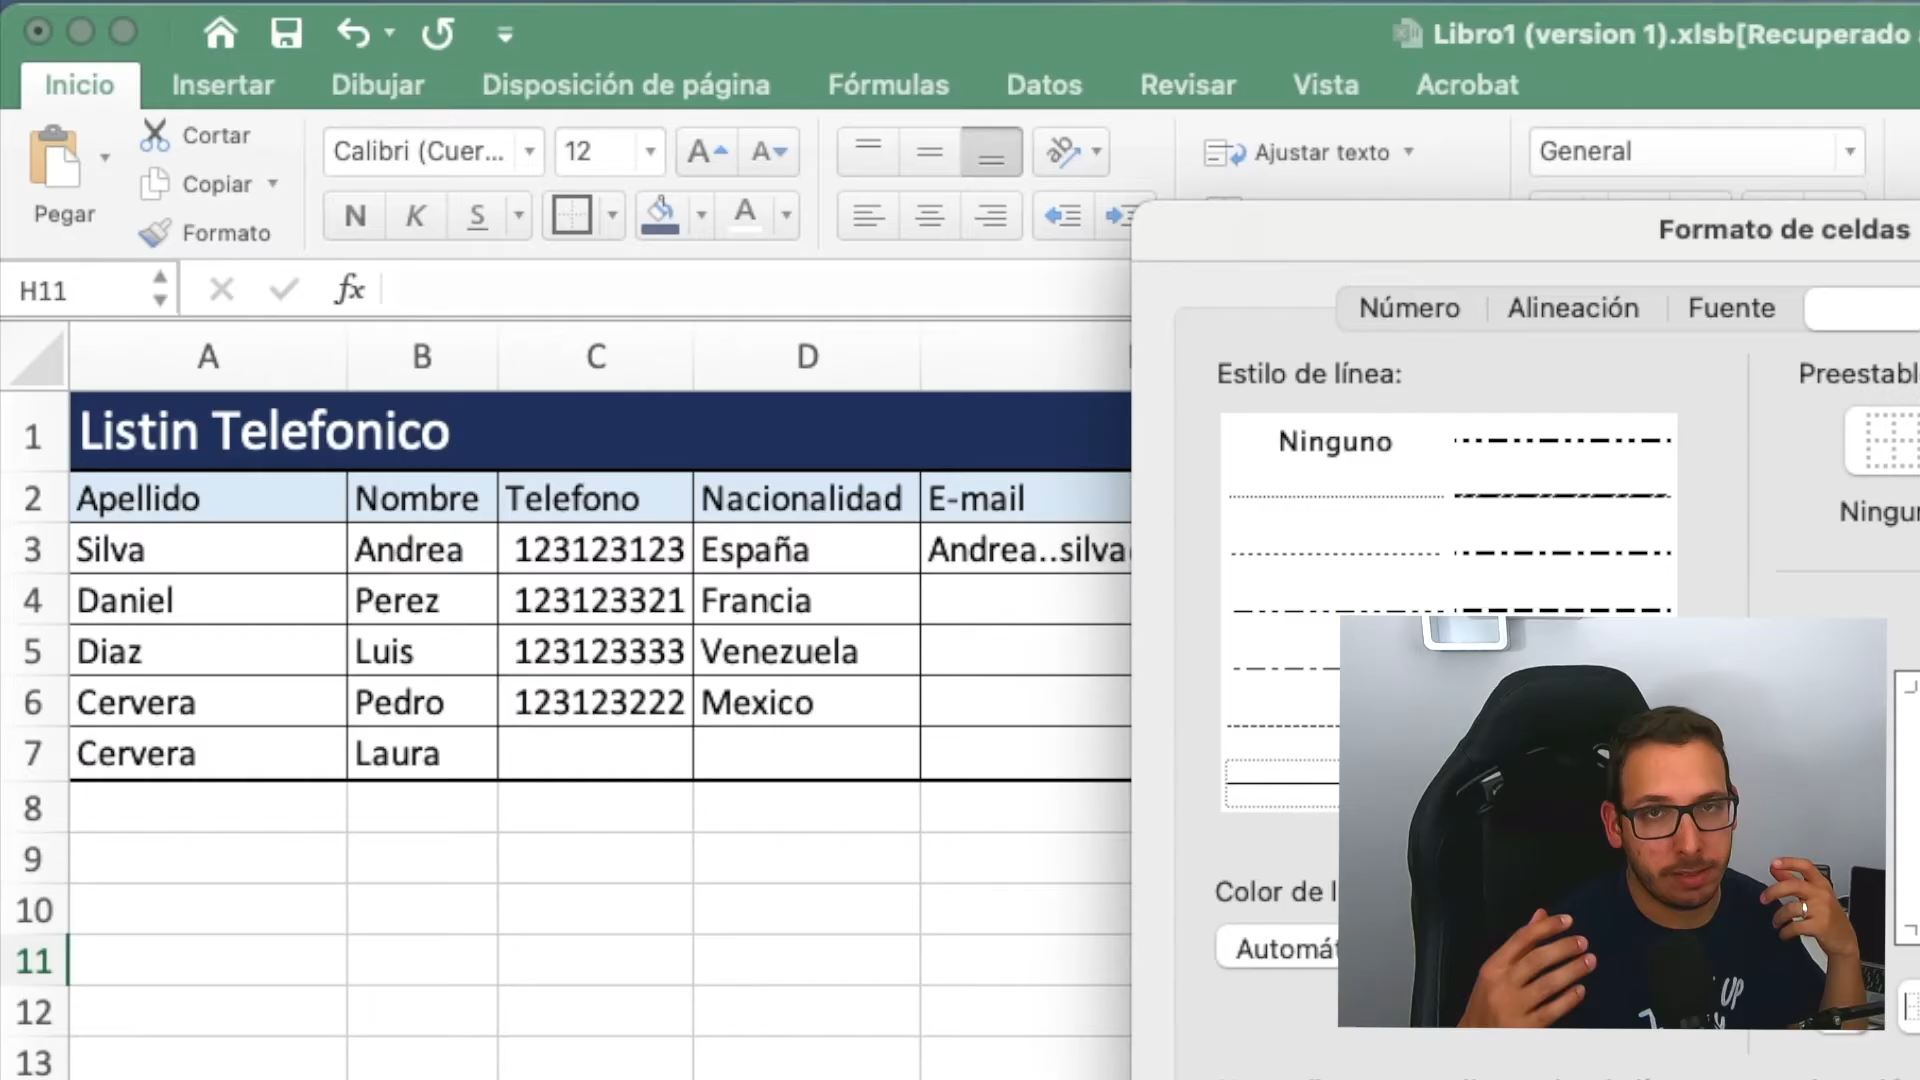 Libro1 (version 1).xlsb[Recuperado
Inicio Insertar Dibujar Disposición de página Fórmulas Datos Revisar Vista Acrobat
Pegar
Cortar
Copiar
Formato
Calibri (Cuer... 12
N K S
A
Ajustar texto
General
H11
fx
A B C D
1 Listin Telefonico
2 Apellido Nombre Telefono Nacionalidad E-mail
3 Silva Andrea 123123123 España Andrea..silva
4 Daniel Perez 123123321 Francia
5 Diaz Luis 123123333 Venezuela
6 Cervera Pedro 123123222 Mexico
7 Cervera Laura
8
9
10
11
12
13
Formato de celdas
Número Alineación Fuente
Estilo de línea:
Ninguno
Preestabl
Ningu
Color de l
Automát
UP